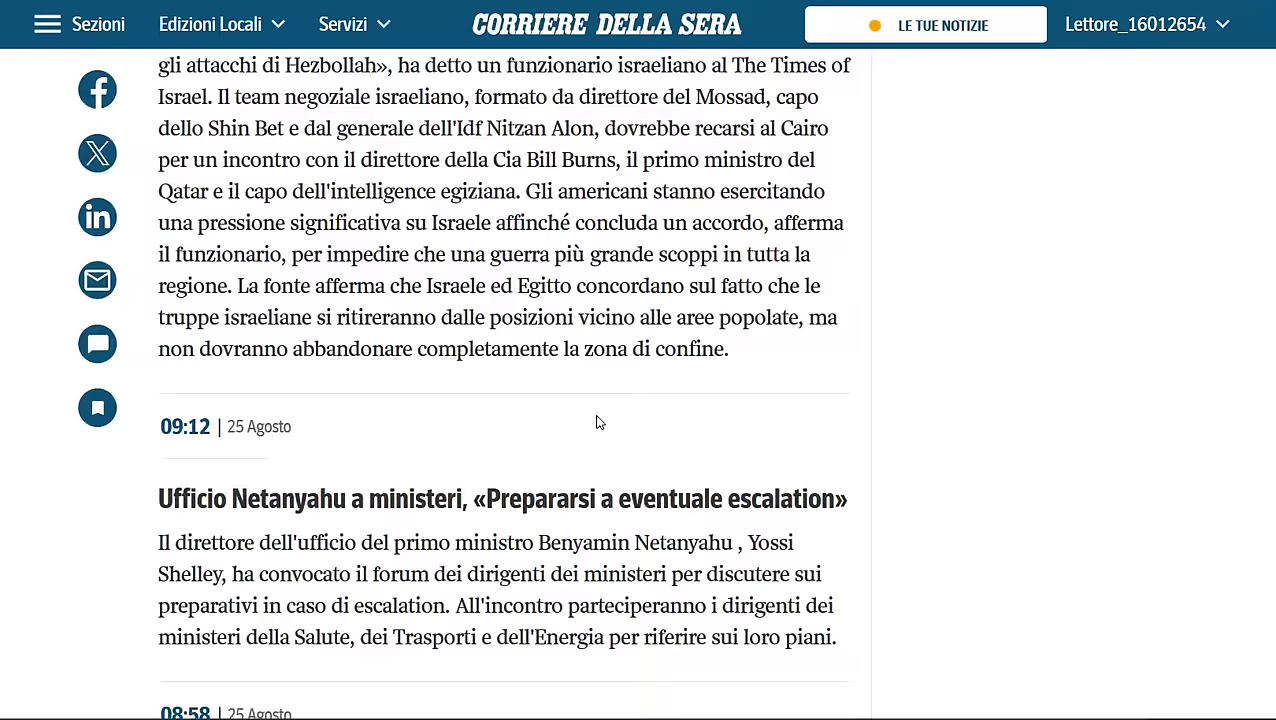 Sezioni
Edizioni Locali
Servizi
CORRIERE DELLA SERA
LE TUE NOTIZIE
Lettore_16012654
gli attacchi di Hezbollah», ha detto un funzionario israeliano al The Times of
Israel. Il team negoziale israeliano, formato da direttore del Mossad, capo
dello Shin Bet e dal generale dell'Idf Nitzan Alon, dovrebbe recarsi al Cairo
per un incontro con il direttore della Cia Bill Burns, il primo ministro del
Qatar e il capo dell'intelligence egiziana. Gli americani stanno esercitando
una pressione significativa su Israele affinché concluda un accordo, afferma
il funzionario, per impedire che una guerra più grande scoppi in tutta la
regione. La fonte afferma che Israele ed Egitto concordano sul fatto che le
truppe israeliane si ritireranno dalle posizioni vicino alle aree popolate, ma
non dovranno abbandonare completamente la zona di confine.
09:12 | 25 Agosto
Ufficio Netanyahu a ministeri, «Prepararsi a eventuale escalation»
Il direttore dell'ufficio del primo ministro Benyamin Netanyahu , Yossi
Shelley, ha convocato il forum dei dirigenti dei ministeri per discutere sui
preparativi in caso di escalation. All'incontro parteciperanno i dirigenti dei
ministeri della Salute, dei Trasporti e dell'Energia per riferire sui loro piani.
08:58 | 25 Agosto